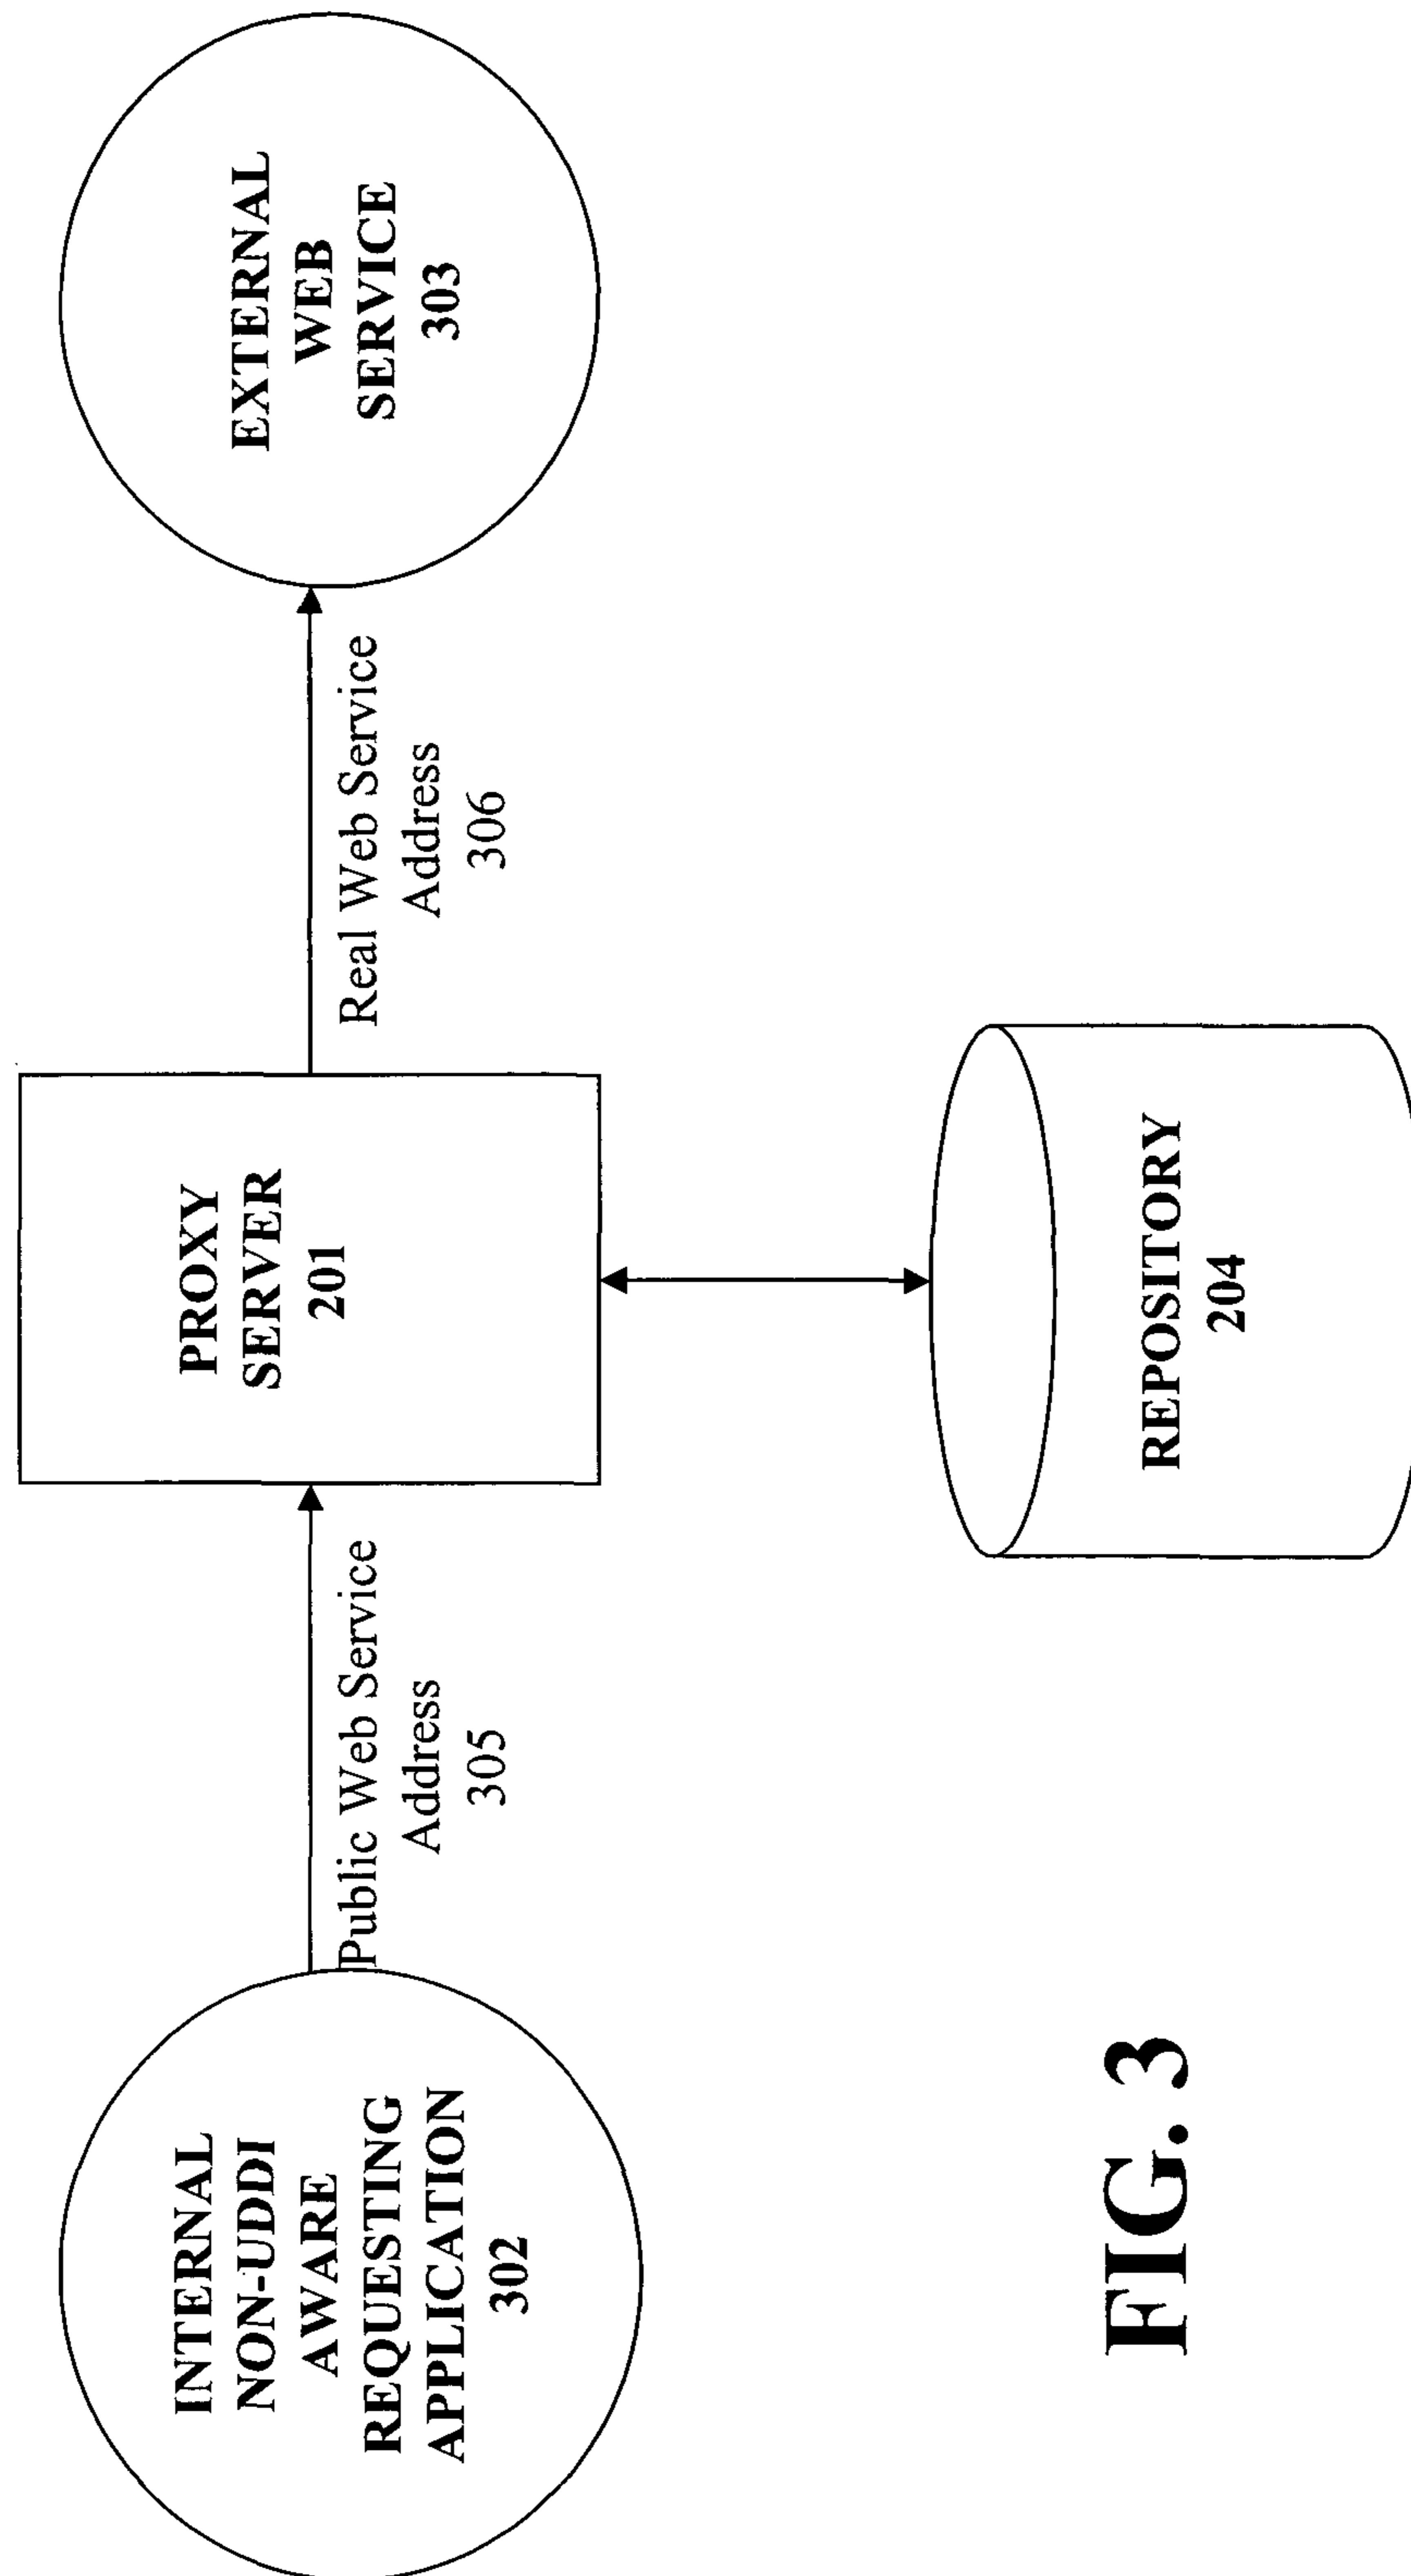 INTERNAL
NON-UDDI
AWARE
REQUESTING
APPLICATION
302
Public Web Service
Address
305
PROXY
SERVER
201
Real Web Service
Address
306
EXTERNAL
WEB
SERVICE
303
REPOSITORY
204
FIG. 3